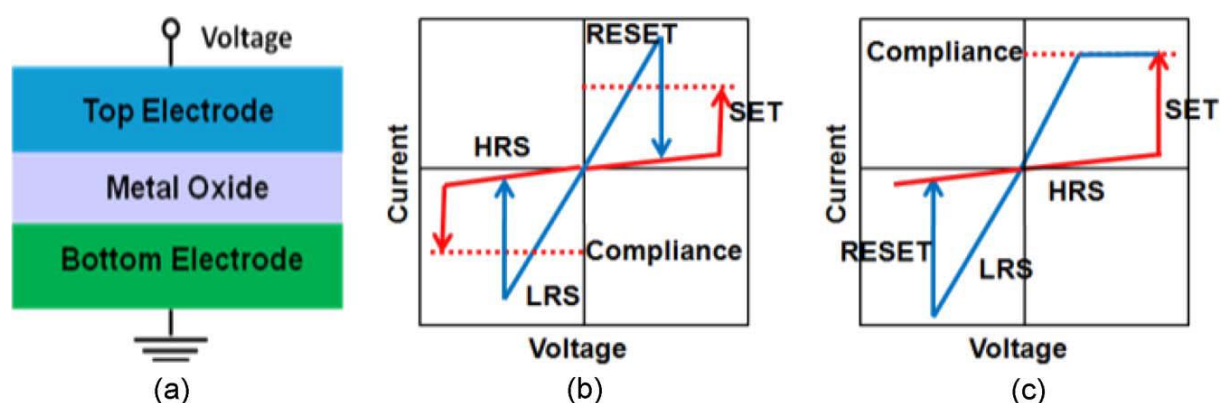 Voltage
Top Electrode
Metal Oxide
Bottom Electrode
(a)
RESET
SET
HRS
Compliance
LRS
Current
Voltage
(b)
Compliance
SET
HRS
RESET
LRS
Current
Voltage
(c)